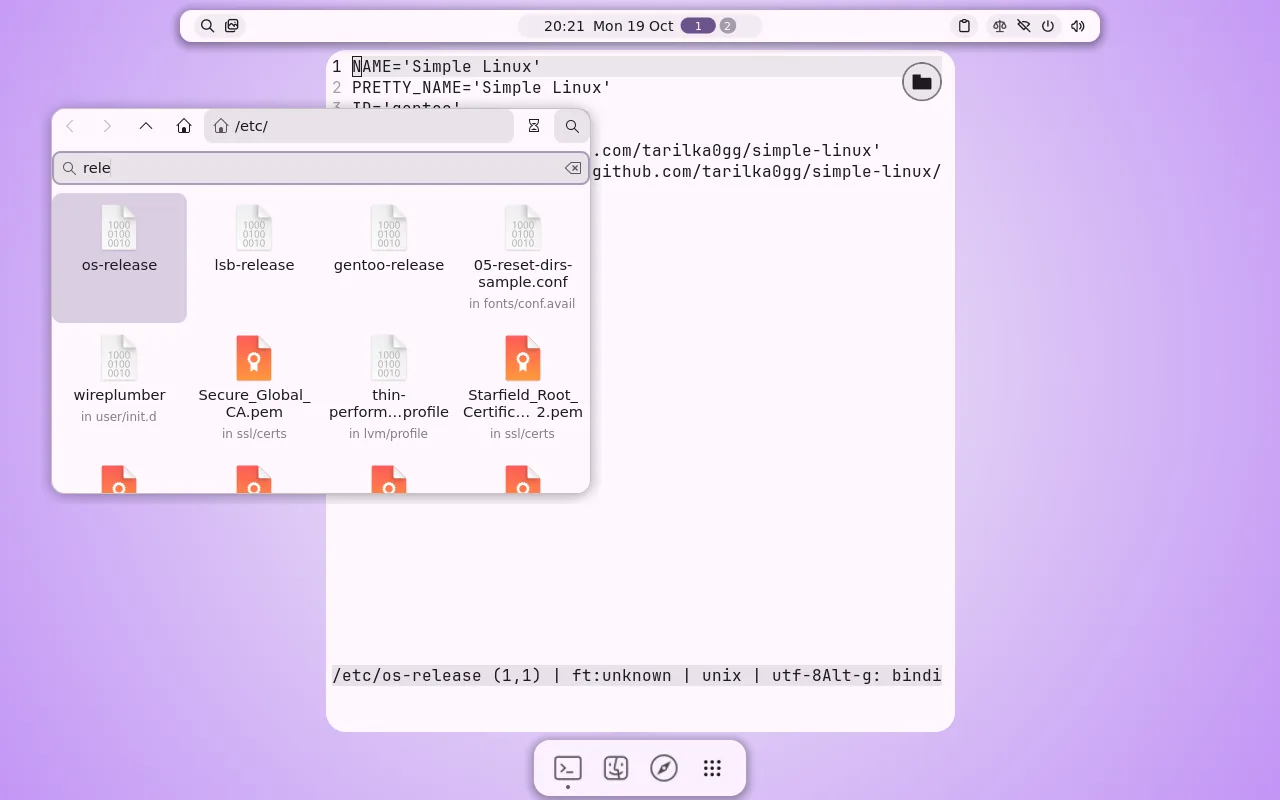 20:21 Mon 19 Oct 1 2
1 NAME='Simple Linux'
2 PRETTY_NAME='Simple Linux'
3 ID='gentoo'
.com/tarilka0gg/simple-linux'
github.com/tarilka0gg/simple-linux/
/etc/
rele
os-release
lsb-release
gentoo-release
05-reset-dirs-
sample.conf
in fonts/conf.avail
wireplumber
in user/init.d
Secure_Global_
CA.pem
in ssl/certs
thin-
perform...profile
in lvm/profile
Starfield_Root_
Certific... 2.pem
in ssl/certs
/etc/os-release (1,1) | ft:unknown | unix | utf-8Alt-g: bindi